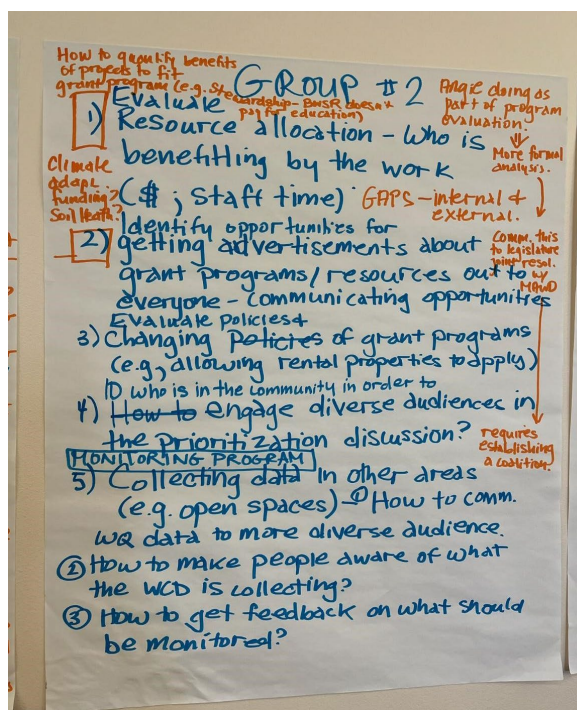 How to quantify benefits
of projects to fit
grant program (e.g. Stewardship - BWSR doesn't
pay for education)
GROUP #2
Angie doing as
part of program
evaluation.
⇓
More formal
analysis.
Climate
adapt.
funding?
Soil Health?
Evaluate
1) Resource allocation - Who is
benefitting by the work
($ ; staff time)
GAPS - internal &
external.
Identify opportunities for
2) getting advertisements about
grant programs/resources out to
everyone - communicating opportunities
Comm. this
to legislature
joint resol.
w/
MAWD
Evaluate policies &
3) Changing Policies of grant programs
(e.g., allowing rental properties to apply)
ID who is in the community in order to
4) How to engage diverse audiences in
the prioritization discussion?
requires
establishing
a coalition.
MONITORING PROGRAM
5) Collecting data in other areas
(e.g. open spaces) - ① How to comm.
WQ data to more diverse audience.
② How to make people aware of what
the WCD is collecting?
③ How to get feedback on what should
be monitored?